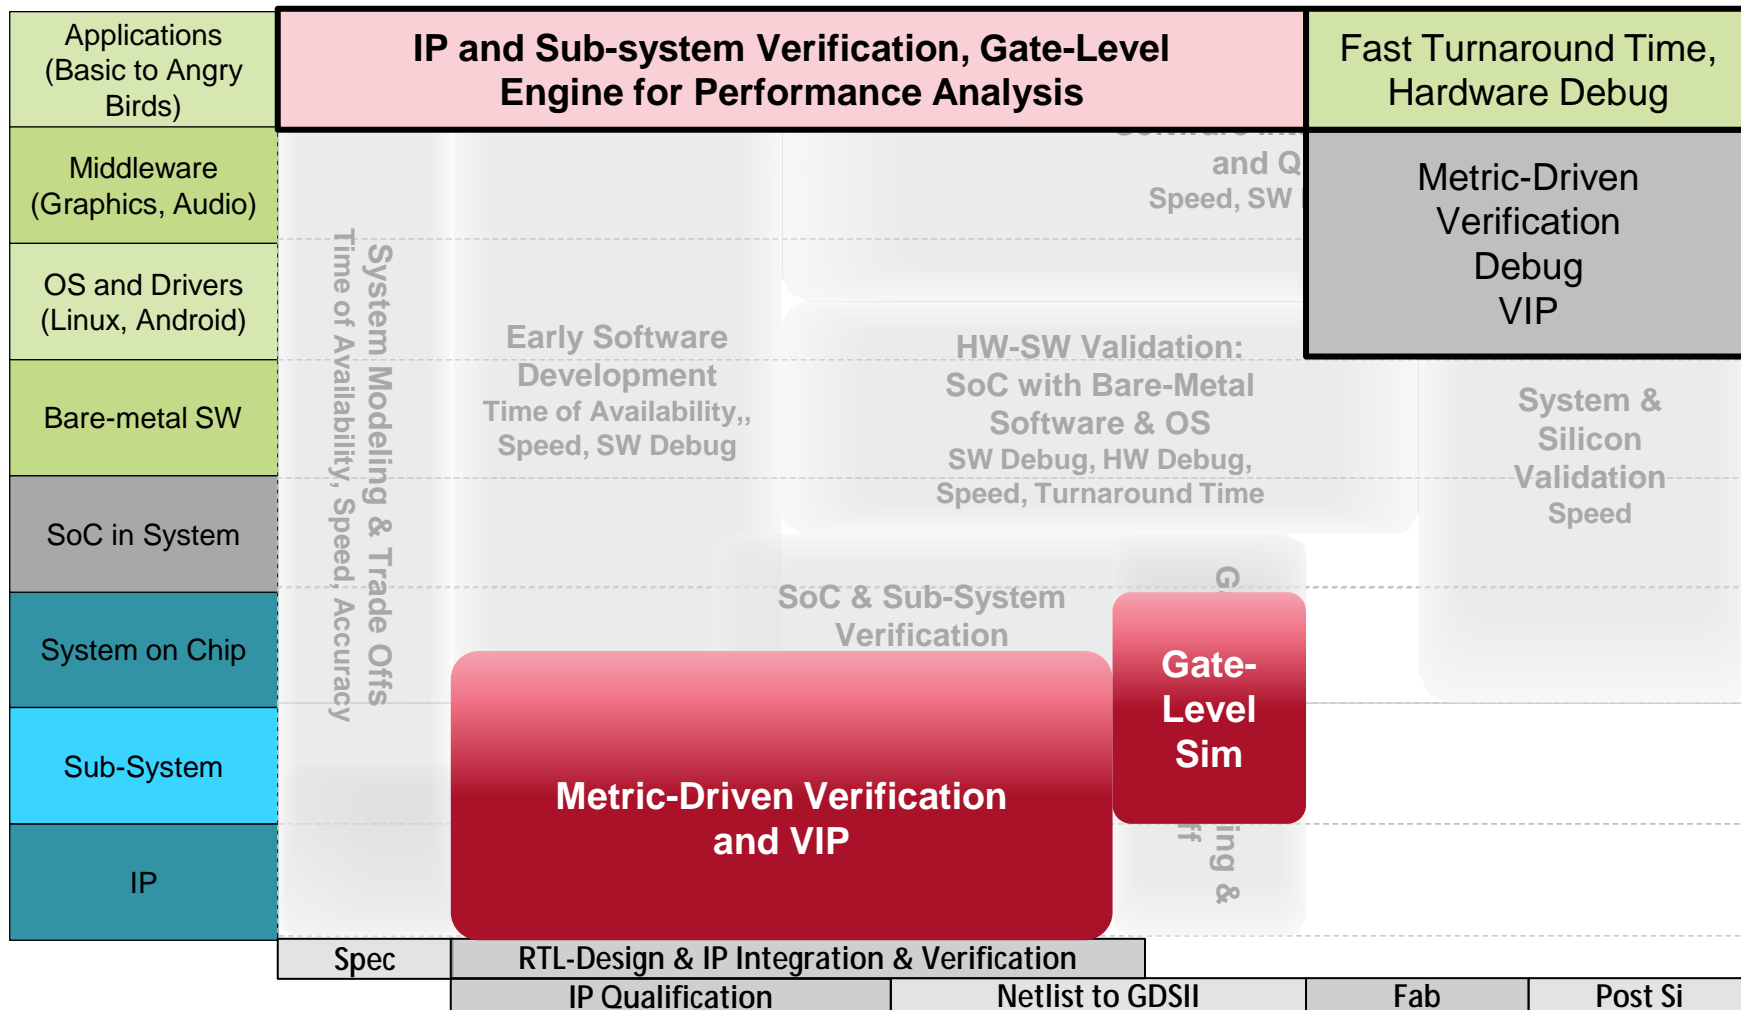 Applications
(Basic to Angry
Birds)
IP and Sub-system Verification, Gate-Level
Engine for Performance Analysis
Fast Turnaround Time,
Hardware Debug
Middleware
(Graphics, Audio)
and Q
Speed, SW
Metric-Driven
Verification
Debug
VIP
OS and Drivers
(Linux, Android)
Bare-metal SW
SoC in System
System on Chip
Sub-System
IP
System Modeling & Trade Offs
Time of Availability, Speed, Accuracy
Early Software
Development
Time of Availability,,
Speed, SW Debug
HW-SW Validation:
SoC with Bare-Metal
Software & OS
SW Debug, HW Debug,
Speed, Turnaround Time
System &
Silicon
Validation
Speed
SoC & Sub-System
Verification
Gate-
Level
Sim
Metric-Driven Verification
and VIP
ing &
ff
Spec
RTL-Design & IP Integration & Verification
IP Qualification
Netlist to GDSII
Fab
Post Si